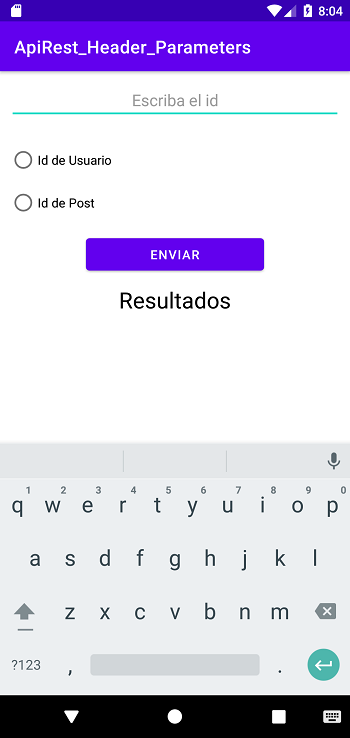 8:04
ApiRest_Header_Parameters
Escriba el id
Id de Usuario
Id de Post
ENVIAR
Resultados
1 2 3 4 5 6 7 8 9 0
q w e r t y u i o p
a s d f g h j k l
z x c v b n m
?123 , .